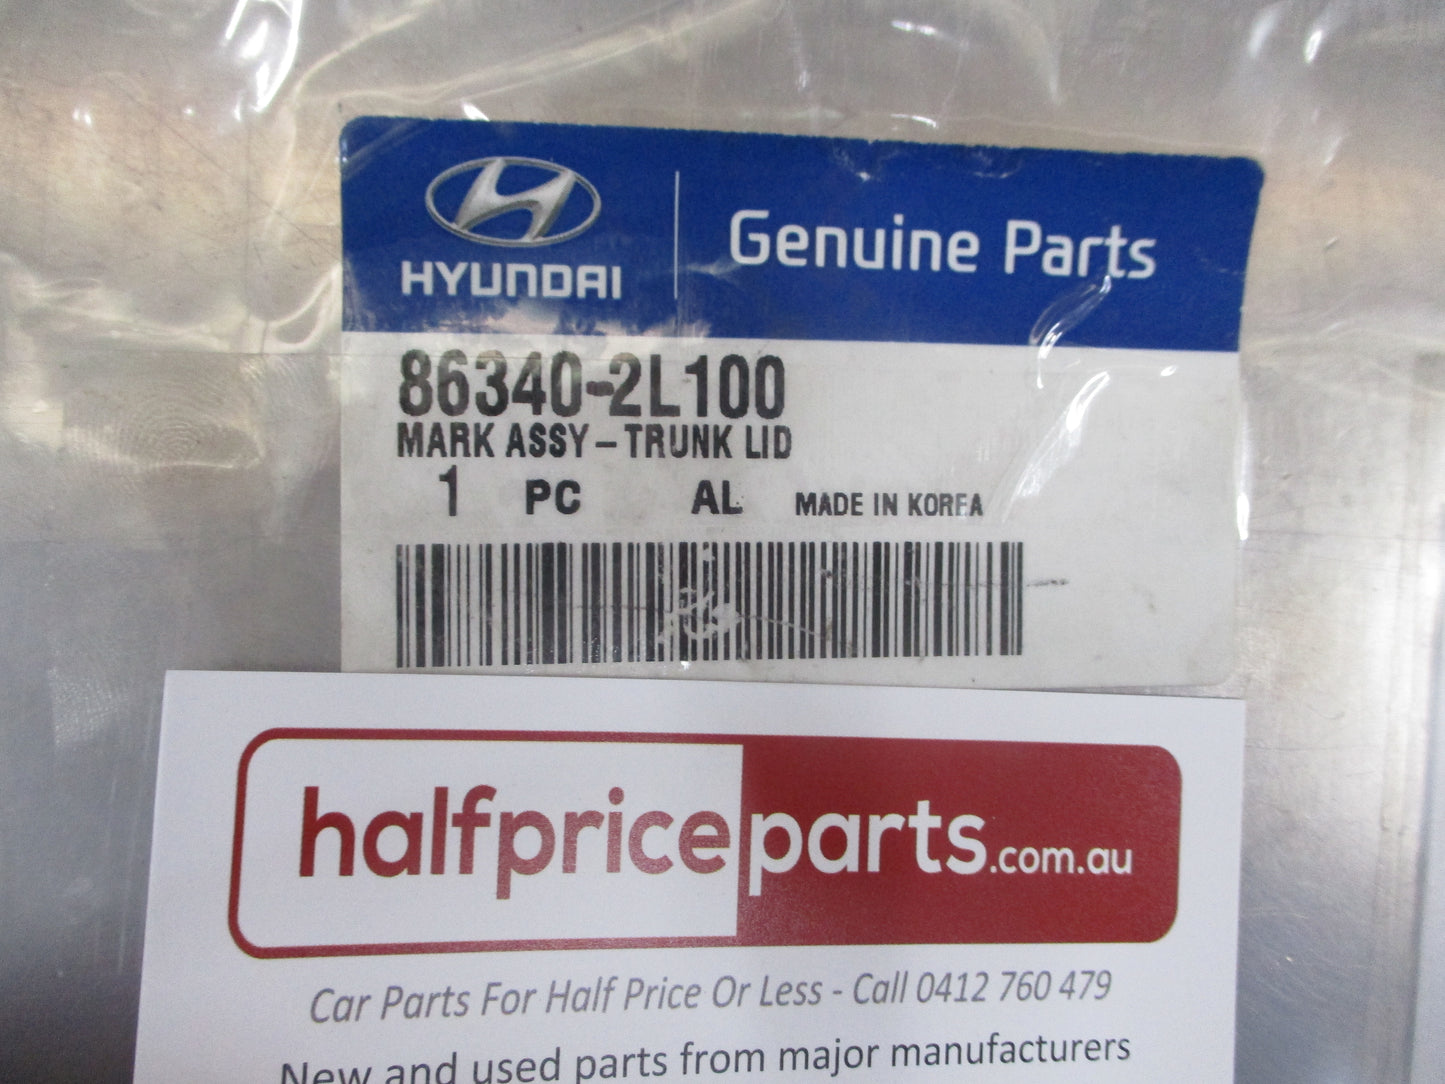 HYUNDAI
Genuine Parts
86340-2L100
MARK ASSY-TRUNK LID
1 PC AL MADE IN KOREA
halfpriceparts.com.au
Car Parts For Half Price Or Less - Call 0412 760 479
New and used parts from major manufacturers